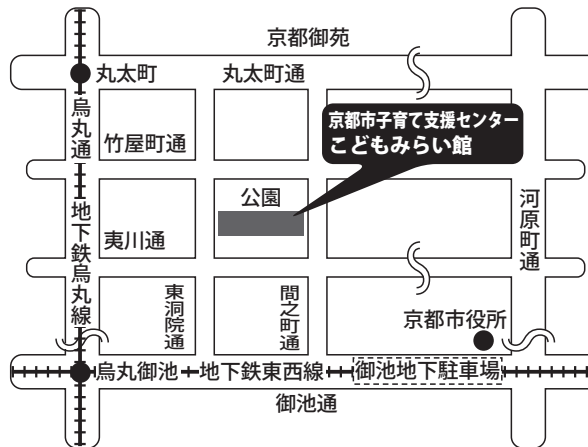 京都御苑
丸太町
丸太町通
烏丸通
竹屋町通
京都市子育て支援センター
こどもみらい館
公園
地下鉄烏丸線
夷川通
河原町通
東洞院通
間之町通
京都市役所
烏丸御池
地下鉄東西線
御池地下駐車場
御池通